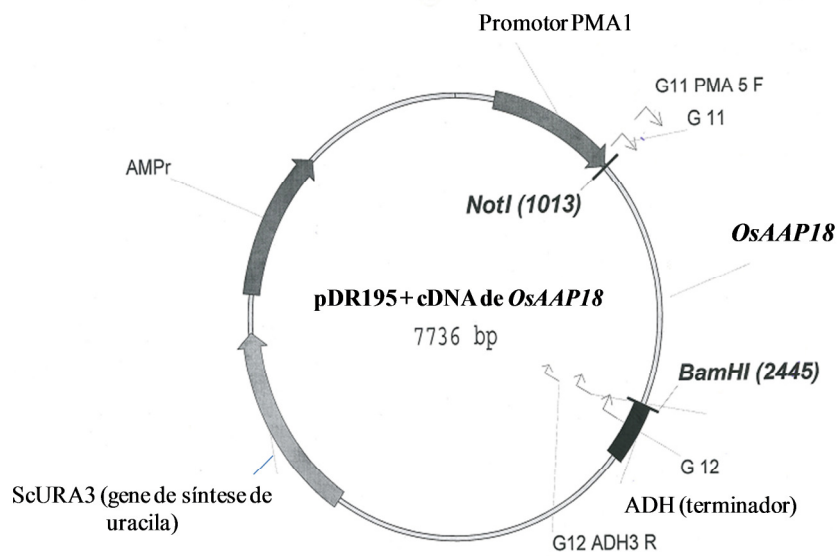 Promotor PMA1
G11 PMA 5 F
G 11
AMPr
NotI (1013)
OsAAP18
pDR195 + cDNA de OsAAP18
7736 bp
BamHI (2445)
G 12
ScURA3 (gene de síntese de
uracila)
ADH (terminador)
G12 ADH3 R